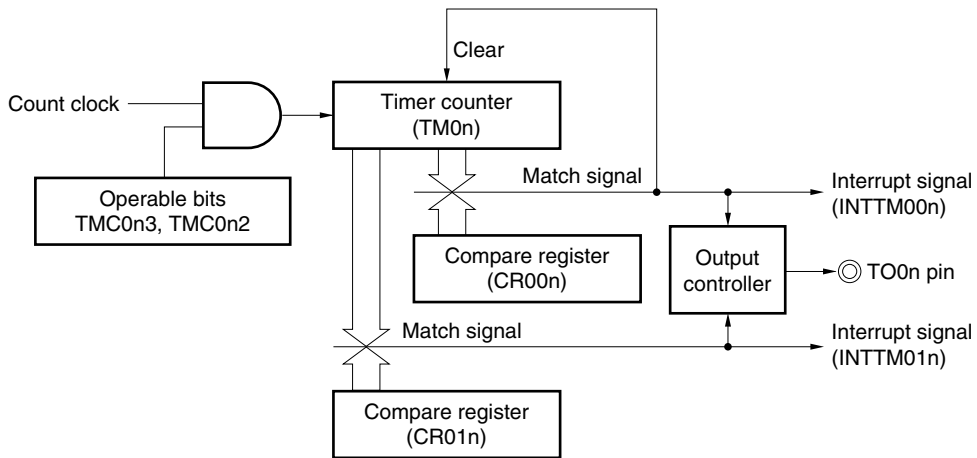 Clear
Count clock
Timer counter
(TM0n)
Operable bits
TMC0n3, TMC0n2
Match signal
Interrupt signal
(INTTM00n)
Compare register
(CR00n)
Output
controller
TO0n pin
Match signal
Interrupt signal
(INTTM01n)
Compare register
(CR01n)